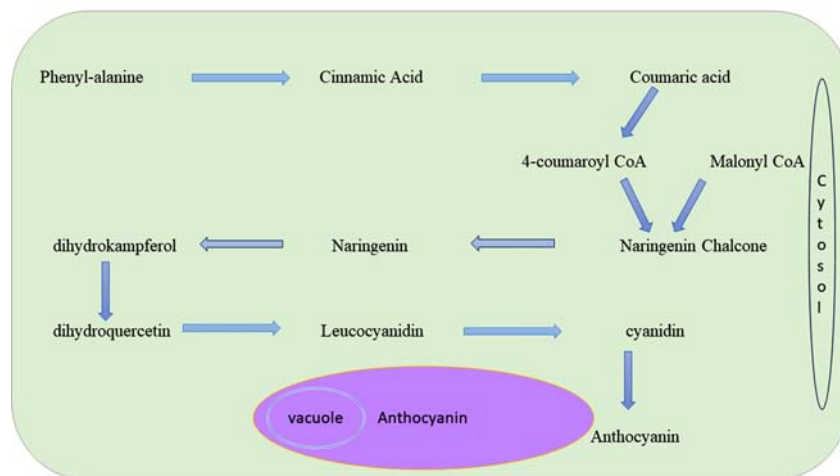 Phenyl-alanine
Cinnamic Acid
Coumaric acid
4-coumaroyl CoA
Malonyl CoA
Cytosol
dihydrokampferol
Naringenin
Naringenin Chalcone
dihydroquercetin
Leucocyanidin
cyanidin
vacuole
Anthocyanin
Anthocyanin